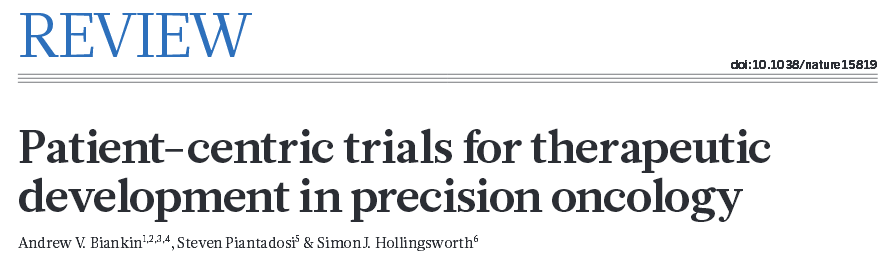 REVIEW
doi:10.1038/nature15819
Patient-centric trials for therapeutic
development in precision oncology
Andrew V. Biankin1,2,3,4, Steven Piantadosi5 & Simon J. Hollingsworth6